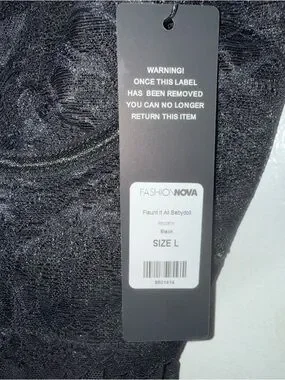 WARNING!
ONCE THIS LABEL
HAS BEEN REMOVED
YOU CAN NO LONGER
RETURN THIS ITEM
FASHIONNOVA
Flaunt It All Babydoll
Black
SIZE L